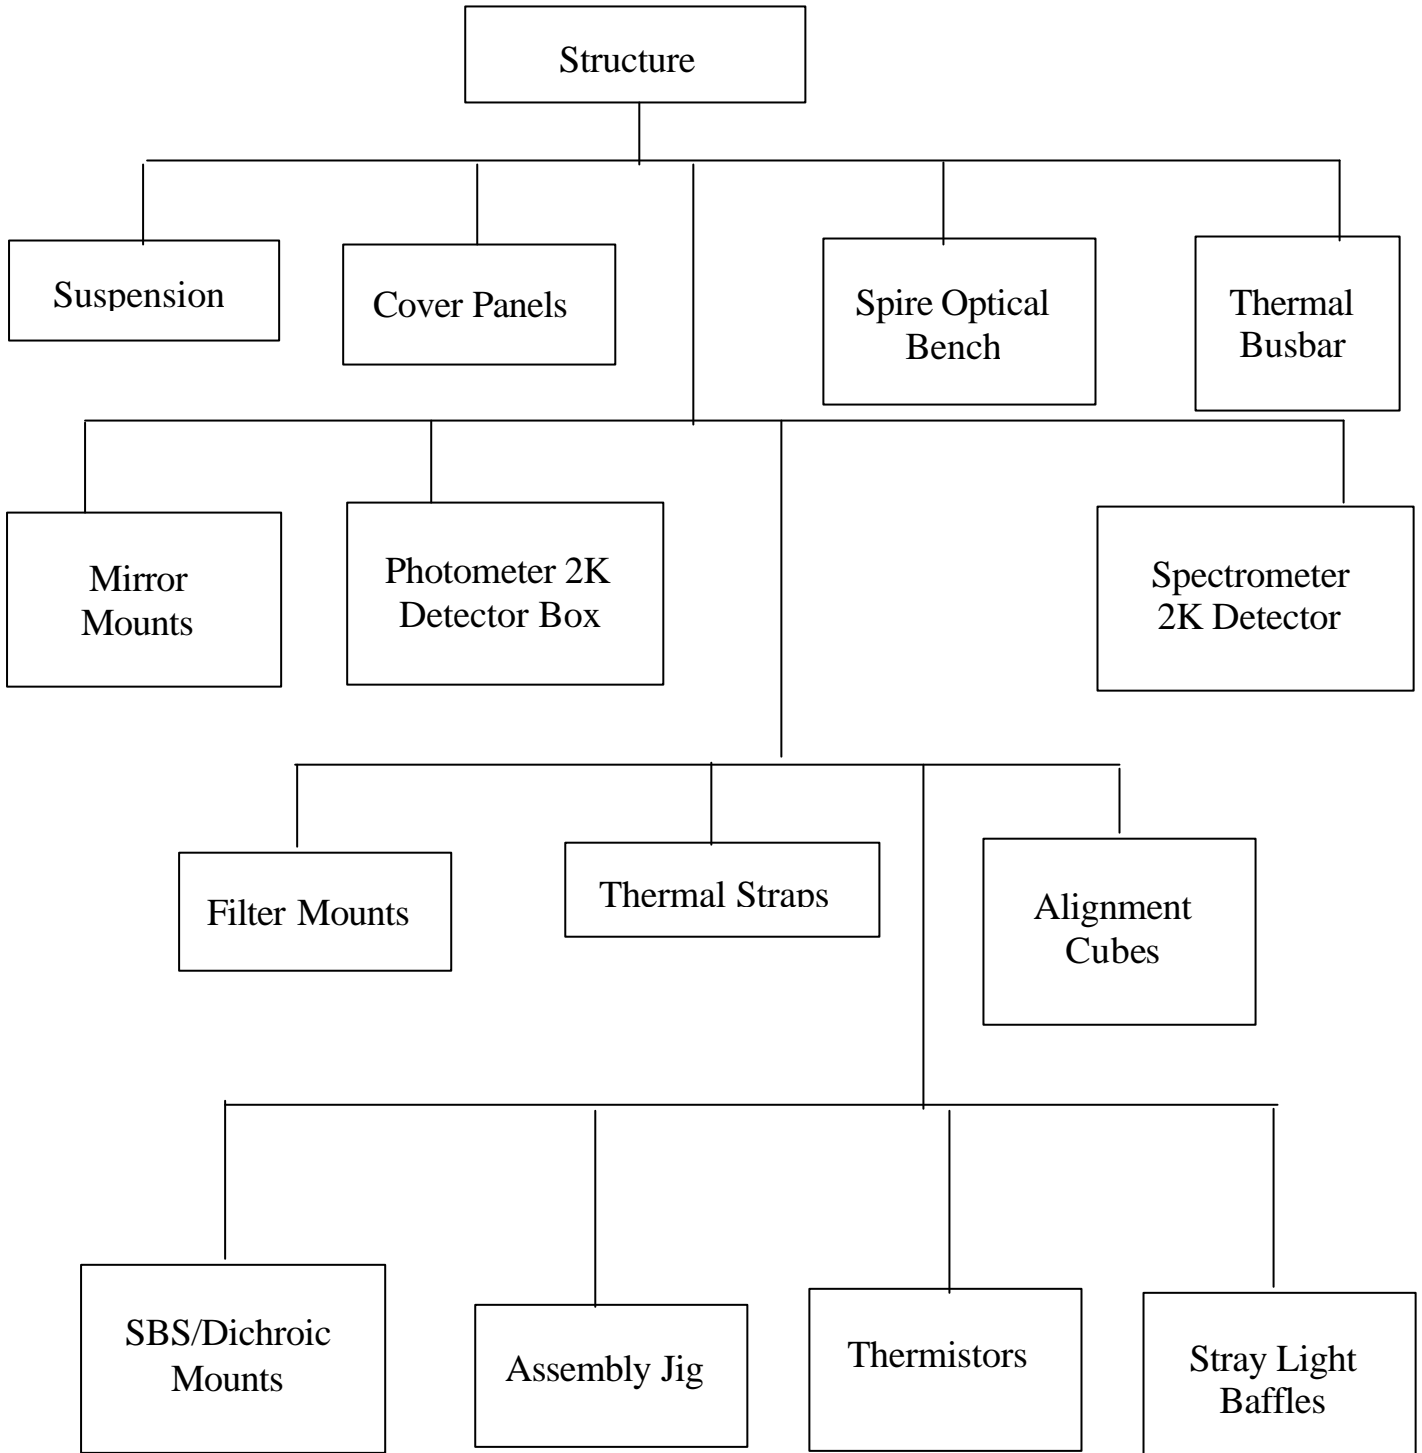 Structure
Suspension
Cover Panels
Spire Optical
Bench
Thermal
Busbar
Mirror
Mounts
Photometer 2K
Detector Box
Spectrometer
2K Detector
Filter Mounts
Thermal Straps
Alignment
Cubes
SBS/Dichroic
Mounts
Assembly Jig
Thermistors
Stray Light
Baffles